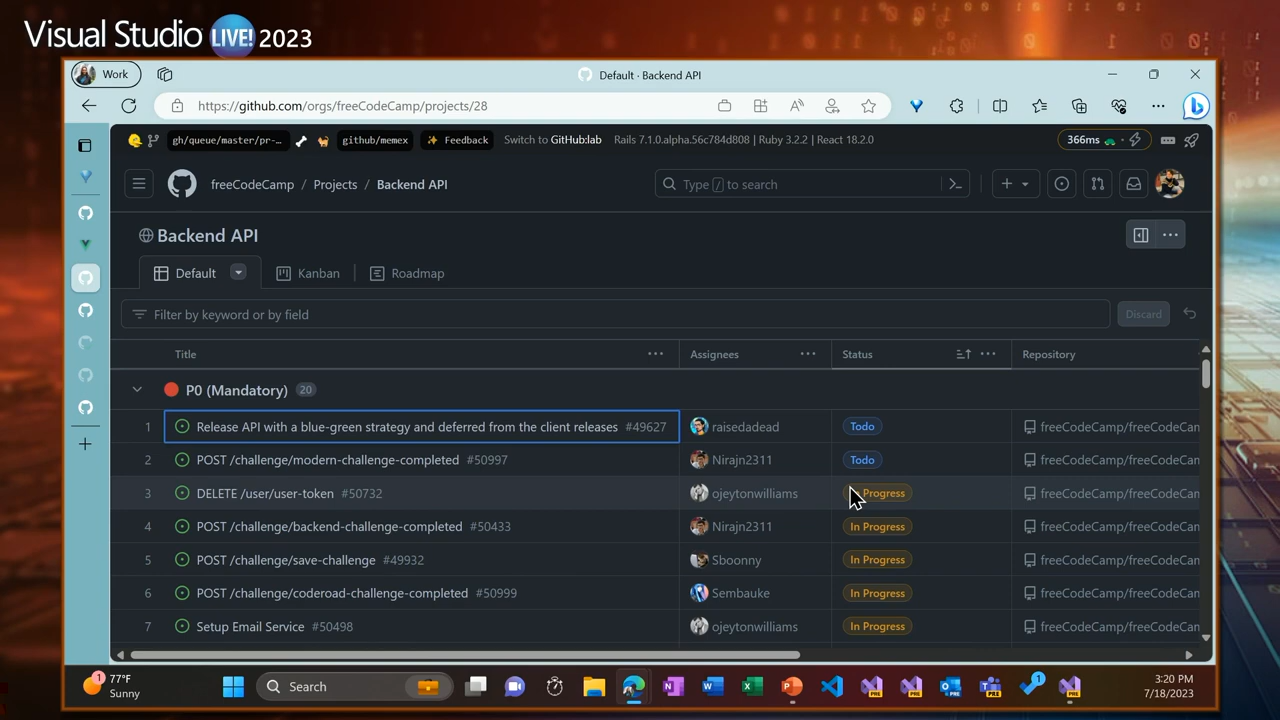 Visual Studio LIVE! 2023
Work
Default · Backend API
https://github.com/orgs/freeCodeCamp/projects/28
gh/queue/master/pr-… github/memex Feedback Switch to GitHub:lab Rails 7.1.0.alpha.56c784d808 | Ruby 3.2.2 | React 18.2.0 366ms
freeCodeCamp / Projects / Backend API Type / to search
Backend API
Default Kanban Roadmap
Filter by keyword or by field Discard
Title Assignees Status Repository
P0 (Mandatory) 20
1 Release API with a blue-green strategy and deferred from the client releases #49627 raisedadead Todo freeCodeCamp/freeCodeCam
2 POST /challenge/modern-challenge-completed #50997 Nirajn2311 Todo freeCodeCamp/freeCodeCam
3 DELETE /user/user-token #50732 ojeytonwilliams Progress freeCodeCamp/freeCodeCam
4 POST /challenge/backend-challenge-completed #50433 Nirajn2311 In Progress freeCodeCamp/freeCodeCam
5 POST /challenge/save-challenge #49932 Sboonny In Progress freeCodeCamp/freeCodeCam
6 POST /challenge/coderoad-challenge-completed #50999 Sembauke In Progress freeCodeCamp/freeCodeCam
7 Setup Email Service #50498 ojeytonwilliams In Progress freeCodeCamp/freeCodeCam
1 77°F
Sunny
Search
3:20 PM
7/18/2023